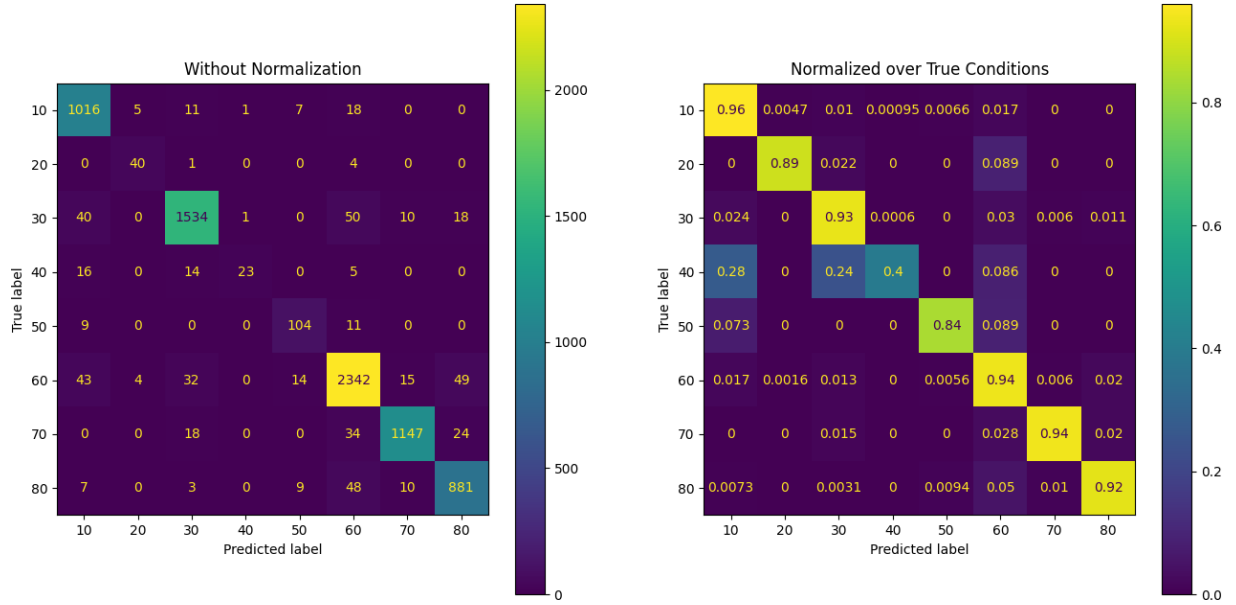 Without Normalization
10 1016 5 11 1 7 18 0 0
20 0 40 1 0 0 4 0 0
30 40 0 1534 1 0 50 10 18
40 16 0 14 23 0 5 0 0
50 9 0 0 0 104 11 0 0
60 43 4 32 0 14 2342 15 49
70 0 0 18 0 0 34 1147 24
80 7 0 3 0 9 48 10 881
10 20 30 40 50 60 70 80
Predicted label
True label
2000
1500
1000
500
0
Normalized over True Conditions
10 0.96 0.0047 0.01 0.00095 0.0066 0.017 0 0
20 0 0.89 0.022 0 0 0.089 0 0
30 0.024 0 0.93 0.0006 0 0.03 0.006 0.011
40 0.28 0 0.24 0.4 0 0.086 0 0
50 0.073 0 0 0 0.84 0.089 0 0
60 0.017 0.0016 0.013 0 0.0056 0.94 0.006 0.02
70 0 0 0.015 0 0 0.028 0.94 0.02
80 0.0073 0 0.0031 0 0.0094 0.05 0.01 0.92
10 20 30 40 50 60 70 80
Predicted label
True label
0.8
0.6
0.4
0.2
0.0